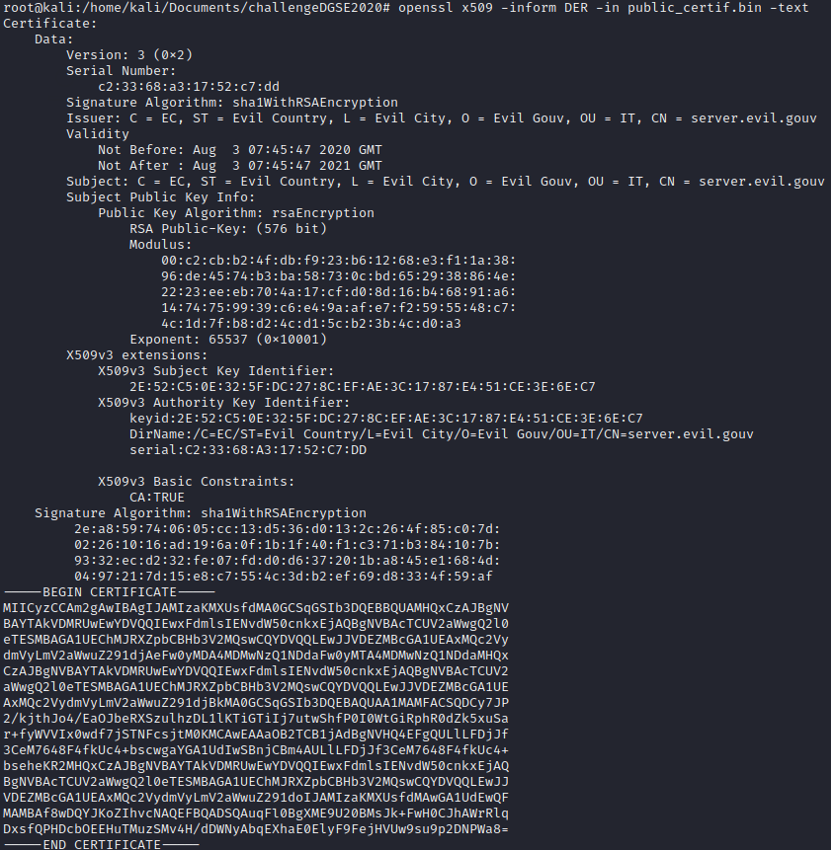 root@kali:/home/kali/Documents/challengeDGSE2020# openssl x509 -inform DER -in public_certif.bin -text
Certificate:
    Data:
        Version: 3 (0×2)
        Serial Number:
            c2:33:68:a3:17:52:c7:dd
        Signature Algorithm: sha1WithRSAEncryption
        Issuer: C = EC, ST = Evil Country, L = Evil City, O = Evil Gouv, OU = IT, CN = server.evil.gouv
        Validity
            Not Before: Aug  3 07:45:47 2020 GMT
            Not After : Aug  3 07:45:47 2021 GMT
        Subject: C = EC, ST = Evil Country, L = Evil City, O = Evil Gouv, OU = IT, CN = server.evil.gouv
        Subject Public Key Info:
            Public Key Algorithm: rsaEncryption
                RSA Public-Key: (576 bit)
                Modulus:
                    00:c2:cb:b2:4f:db:f9:23:b6:12:68:e3:f1:1a:38:
                    96:de:45:74:b3:ba:58:73:0c:bd:65:29:38:86:4e:
                    22:23:ee:eb:70:4a:17:cf:d0:8d:16:b4:68:91:a6:
                    14:74:75:99:39:c6:e4:9a:af:e7:f2:59:55:48:c7:
                    4c:1d:7f:b8:d2:4c:d1:5c:b2:3b:4c:d0:a3
                Exponent: 65537 (0×10001)
        X509v3 extensions:
            X509v3 Subject Key Identifier:
                2E:52:C5:0E:32:5F:DC:27:8C:EF:AE:3C:17:87:E4:51:CE:3E:6E:C7
            X509v3 Authority Key Identifier:
                keyid:2E:52:C5:0E:32:5F:DC:27:8C:EF:AE:3C:17:87:E4:51:CE:3E:6E:C7
                DirName:/C=EC/ST=Evil Country/L=Evil City/O=Evil Gouv/OU=IT/CN=server.evil.gouv
                serial:C2:33:68:A3:17:52:C7:DD
            X509v3 Basic Constraints:
                CA:TRUE
    Signature Algorithm: sha1WithRSAEncryption
         2e:a8:59:74:06:05:cc:13:d5:36:d0:13:2c:26:4f:85:c0:7d:
         02:26:10:16:ad:19:6a:0f:1b:1f:40:f1:c3:71:b3:84:10:7b:
         93:32:ec:d2:32:fe:07:fd:d0:d6:37:20:1b:a8:45:e1:68:4d:
         04:97:21:7d:15:e8:c7:55:4c:3d:b2:ef:69:d8:33:4f:59:af
-----BEGIN CERTIFICATE-----
MIICyzCCAm2gAwIBAgIJAMIzaKMXUsfdMA0GCSqGSIb3DQEBBQUAMHQxCzAJBgNV
BAYTAkVDMRUwEwYDVQQIEwxFdmlsIENvdW50cnkxEjAQBgNVBAcTCUV2aWwgQ2l0
eTESMBAGA1UEChMJRXZpbCBHb3V2MQswCQYDVQQLEwJJVDEZMBcGA1UEAxMQc2Vy
dmVyLmV2aWwuZ291djAeFw0yMDA4MDMwNzQ1NDdaFw0yMTA4MDMwNzQ1NDdaMHQx
CzAJBgNVBAYTAkVDMRUwEwYDVQQIEwxFdmlsIENvdW50cnkxEjAQBgNVBAcTCUV2
aWwgQ2l0eTESMBAGA1UEChMJRXZpbCBHb3V2MQswCQYDVQQLEwJJVDEZMBcGA1UE
AxMQc2VydmVyLmV2aWwuZ291djBkMA0GCSqGSIb3DQEBAQUAA1MAMFACSQDCy7JP
2/kjthJo4/EaOJbeRXSzulhzDL1lKTiGTiIj7utwShfP0I0WtGiRphR0dZk5xuSa
r+fyWVVIx0wdf7jSTNFcsjtM0KMCAwEAAaOB2TCB1jAdBgNVHQ4EFgQULlLFDjJf
3CeM7648F4fkUc4+bscwgaYGA1UdIwSBnjCBm4AULlLFDjJf3CeM7648F4fkUc4+
bseheKR2MHQxCzAJBgNVBAYTAkVDMRUwEwYDVQQIEwxFdmlsIENvdW50cnkxEjAQ
BgNVBAcTCUV2aWwgQ2l0eTESMBAGA1UEChMJRXZpbCBHb3V2MQswCQYDVQQLEwJJ
VDEZMBcGA1UEAxMQc2VydmVyLmV2aWwuZ291doIJAMIzaKMXUsfdMAwGA1UdEwQF
MAMBAf8wDQYJKoZIhvcNAQEFBQADSQAuqFl0BgXME9U20BMsJk+FwH0CJhAWrRlq
DxsfQPHDcbOEEHuTMuzSMv4H/dDWNyAbqEXhaE0ElyF9FejHVUw9su9p2DNPWa8=
-----END CERTIFICATE-----